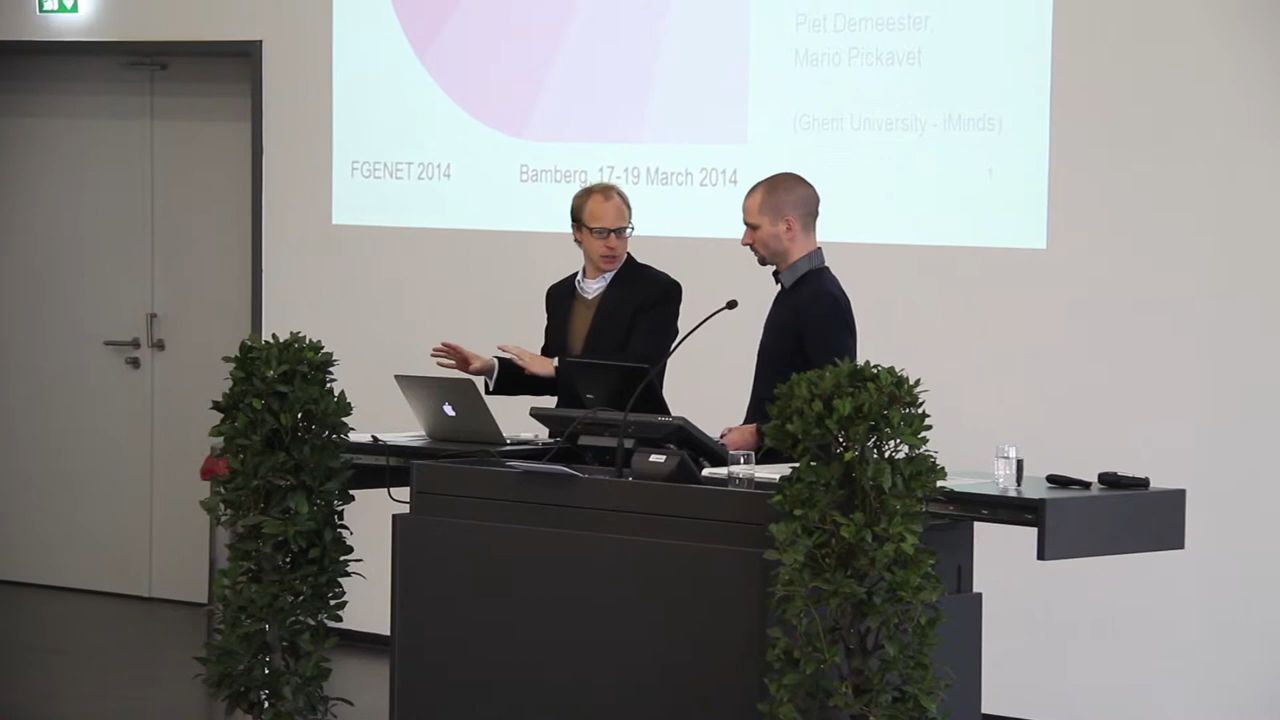 Piet Demeester,
Mario Pickavet
(Ghent University - iMinds)
FGENET 2014
Bamberg, 17-19 March 2014
1